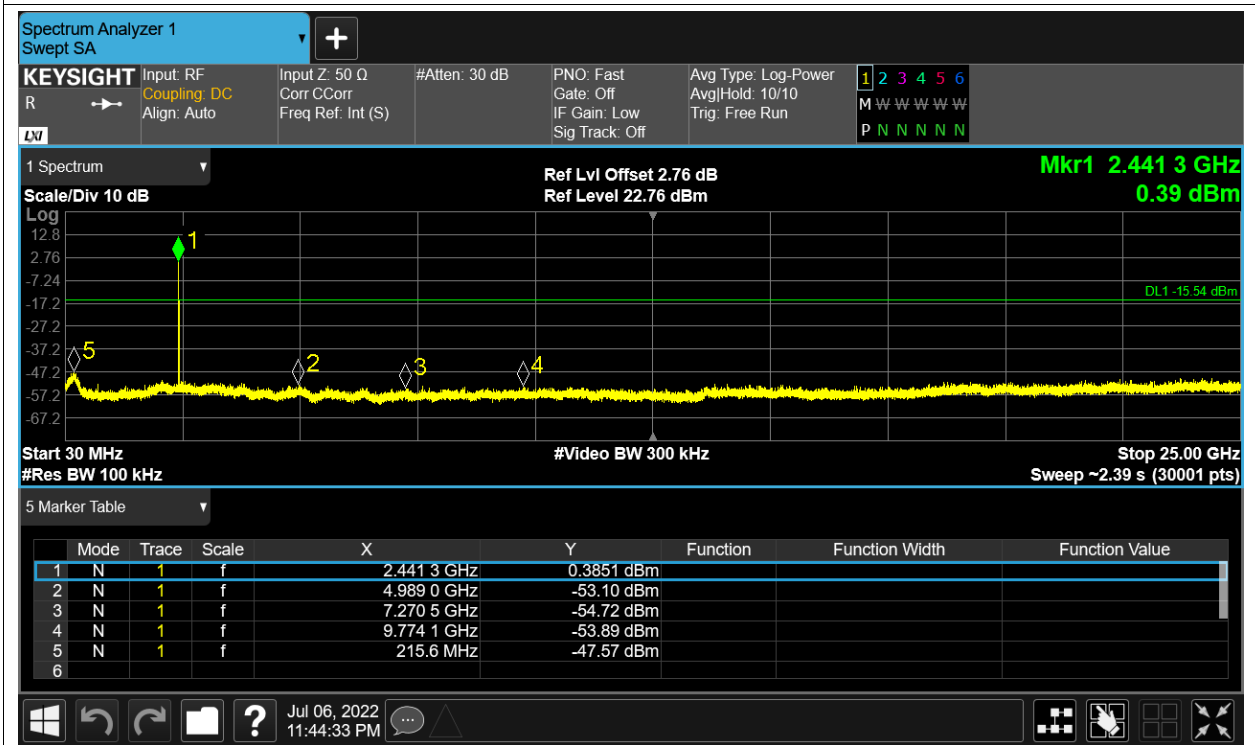 Spectrum Analyzer 1
Swept SA
KEYSIGHT Input: RF Input Z: 50 Ω #Atten: 30 dB PNO: Fast Avg Type: Log-Power 1 2 3 4 5 6
R Coupling: DC Corr CCorr Gate: Off Avg|Hold: 10/10 M W W W W W
Align: Auto Freq Ref: Int (S) IF Gain: Low Trig: Free Run
LXI Sig Track: Off P N N N N N
1 Spectrum Ref Lvl Offset 2.76 dB Mkr1 2.441 3 GHz
Scale/Div 10 dB Ref Level 22.76 dBm 0.39 dBm
Log
12.8
1
2.76
-7.24
DL1 -15.54 dBm
-17.2
-27.2
-37.2
5
2 3 4
-47.2
-57.2
-67.2
Start 30 MHz #Video BW 300 kHz Stop 25.00 GHz
#Res BW 100 kHz Sweep ~2.39 s (30001 pts)
5 Marker Table
Mode Trace Scale X Y Function Function Width Function Value
1 N 1 f 2.441 3 GHz 0.3851 dBm
2 N 1 f 4.989 0 GHz -53.10 dBm
3 N 1 f 7.270 5 GHz -54.72 dBm
4 N 1 f 9.774 1 GHz -53.89 dBm
5 N 1 f 215.6 MHz -47.57 dBm
6
? Jul 06, 2022
11:44:33 PM